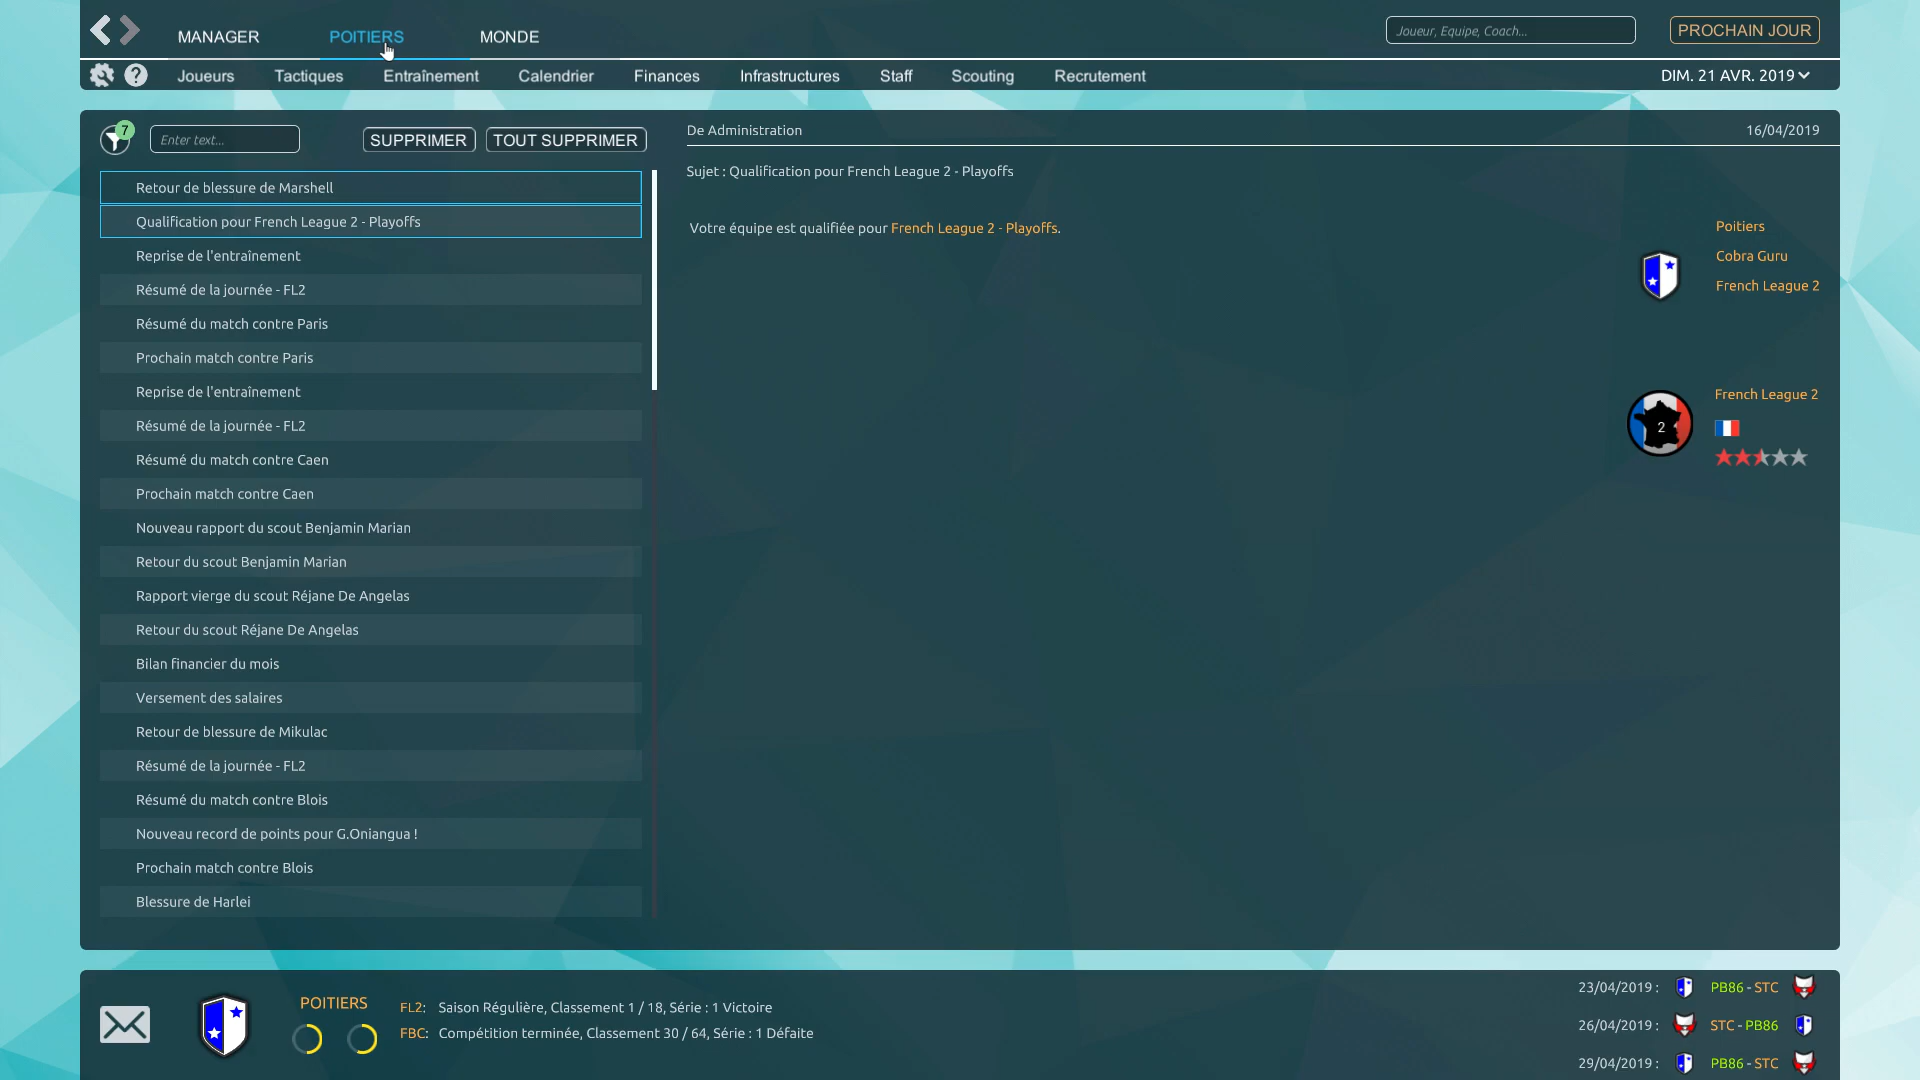 MANAGER
POITIERS
MONDE
Joueur, Equipe, Coach...
PROCHAIN JOUR
Joueurs
Tactiques
Entraînement
Calendrier
Finances
Infrastructures
Staff
Scouting
Recrutement
DIM. 21 AVR. 2019
7
Enter text...
SUPPRIMER
TOUT SUPPRIMER
Retour de blessure de Marshell
Qualification pour French League 2 - Playoffs
Reprise de l'entraînement
Résumé de la journée - FL2
Résumé du match contre Paris
Prochain match contre Paris
Reprise de l'entraînement
Résumé de la journée - FL2
Résumé du match contre Caen
Prochain match contre Caen
Nouveau rapport du scout Benjamin Marian
Retour du scout Benjamin Marian
Rapport vierge du scout Réjane De Angelas
Retour du scout Réjane De Angelas
Bilan financier du mois
Versement des salaires
Retour de blessure de Mikulac
Résumé de la journée - FL2
Résumé du match contre Blois
Nouveau record de points pour G.Oniangua !
Prochain match contre Blois
Blessure de Harlei
De Administration
16/04/2019
Sujet : Qualification pour French League 2 - Playoffs
Votre équipe est qualifiée pour French League 2 - Playoffs.
Poitiers
Cobra Guru
French League 2
French League 2
2
POITIERS
FL2: Saison Régulière, Classement 1 / 18, Série : 1 Victoire
FBC: Compétition terminée, Classement 30 / 64, Série : 1 Défaite
23/04/2019 : PB86 - STC
26/04/2019 : STC - PB86
29/04/2019 : PB86 - STC